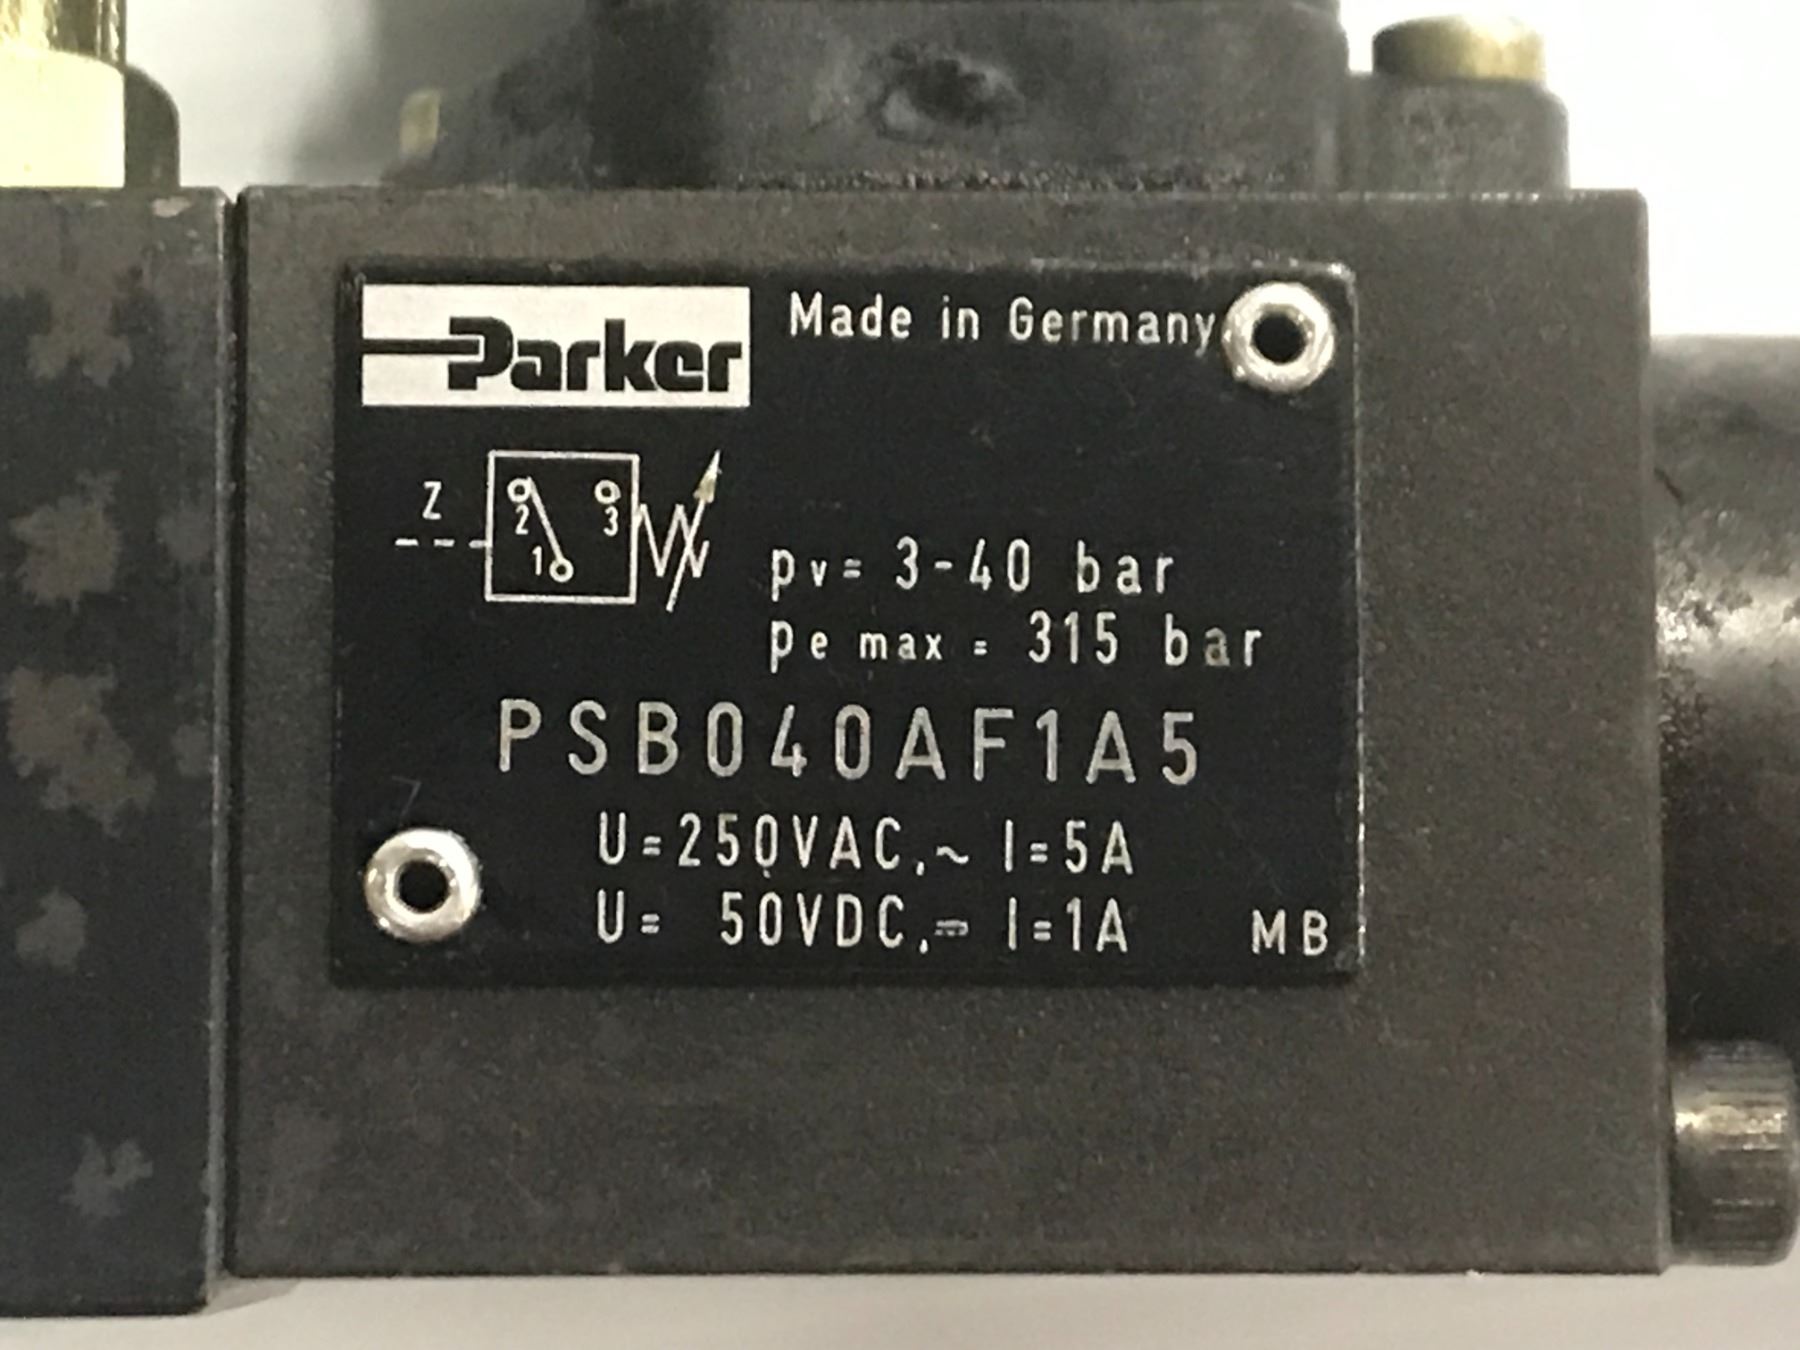 Parker
Made in Germany
Z
2
3
1
pv= 3-40 bar
pe max = 315 bar
PSB040AF1A5
U=250VAC,~ I=5A
U= 50VDC,⎓ I=1A
MB